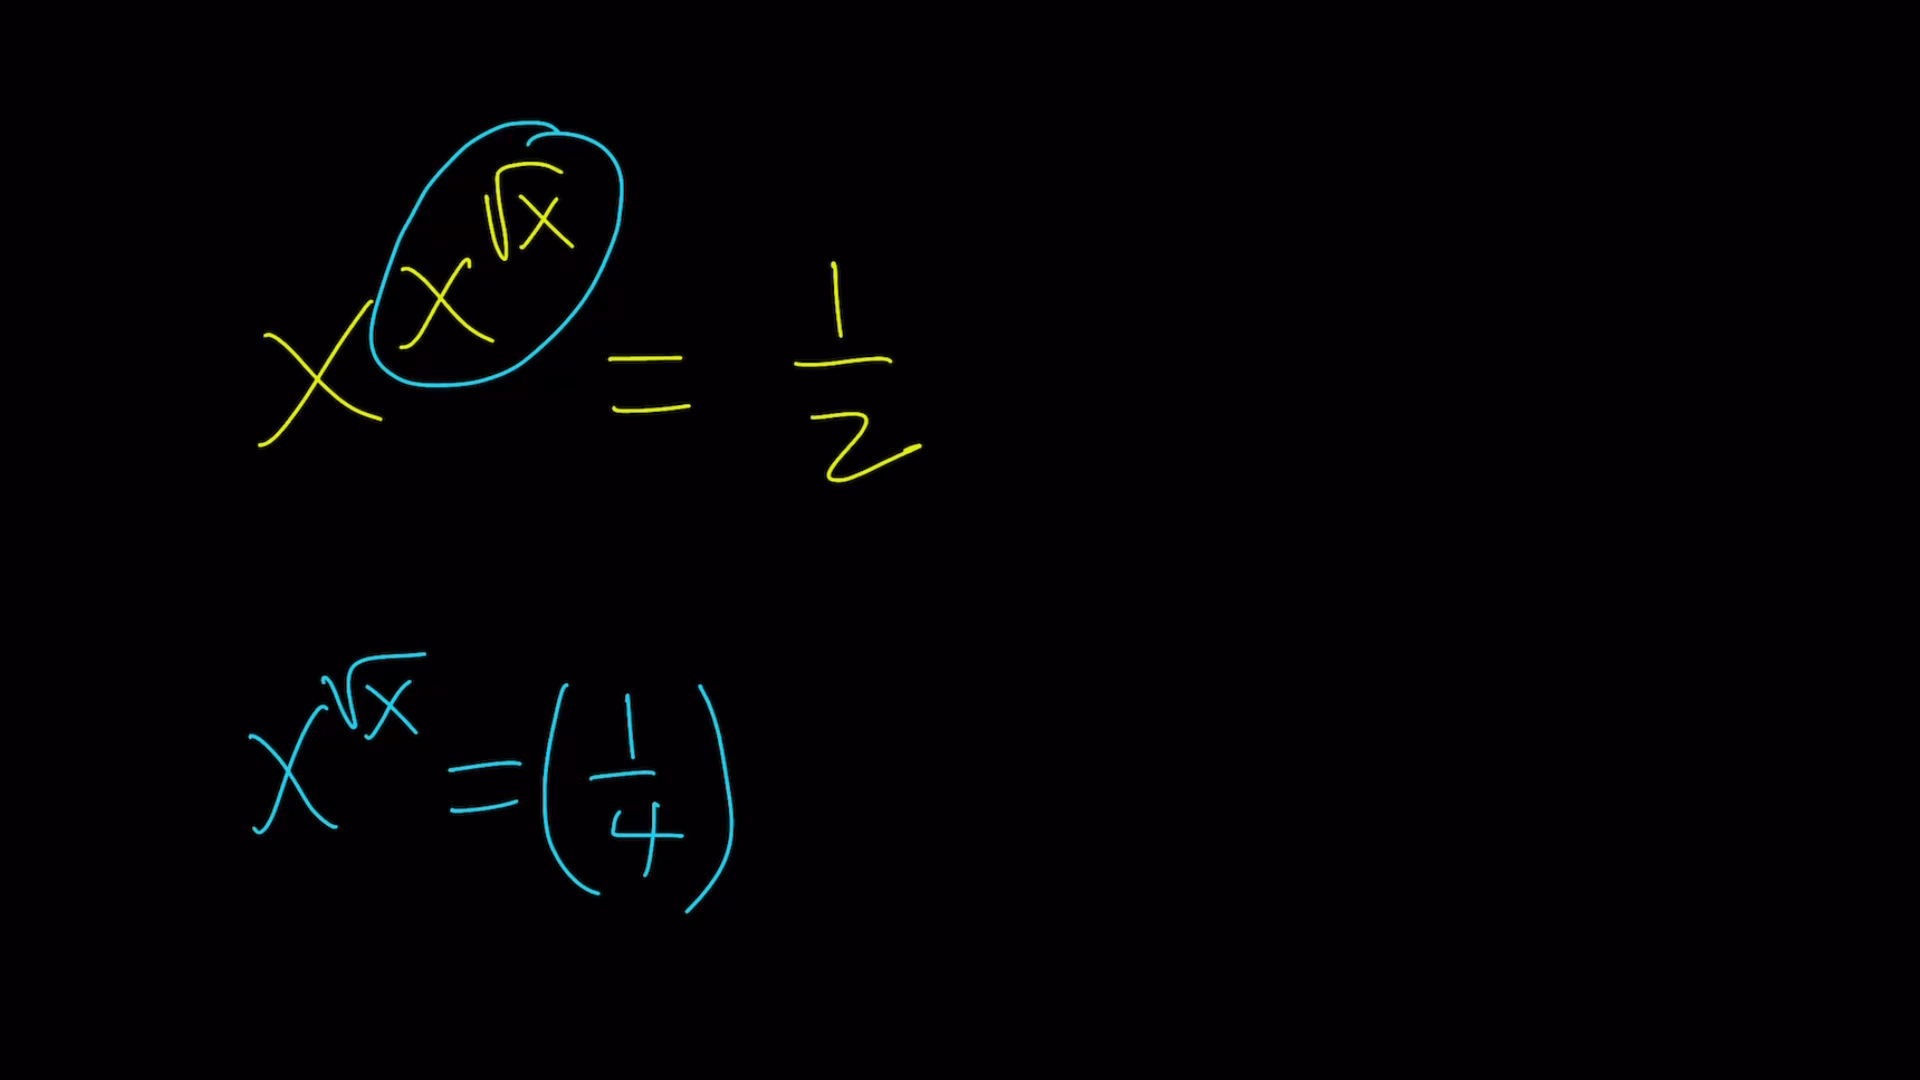 x^{x^{√x}} = 1/2
x^{√x} = (1/4)